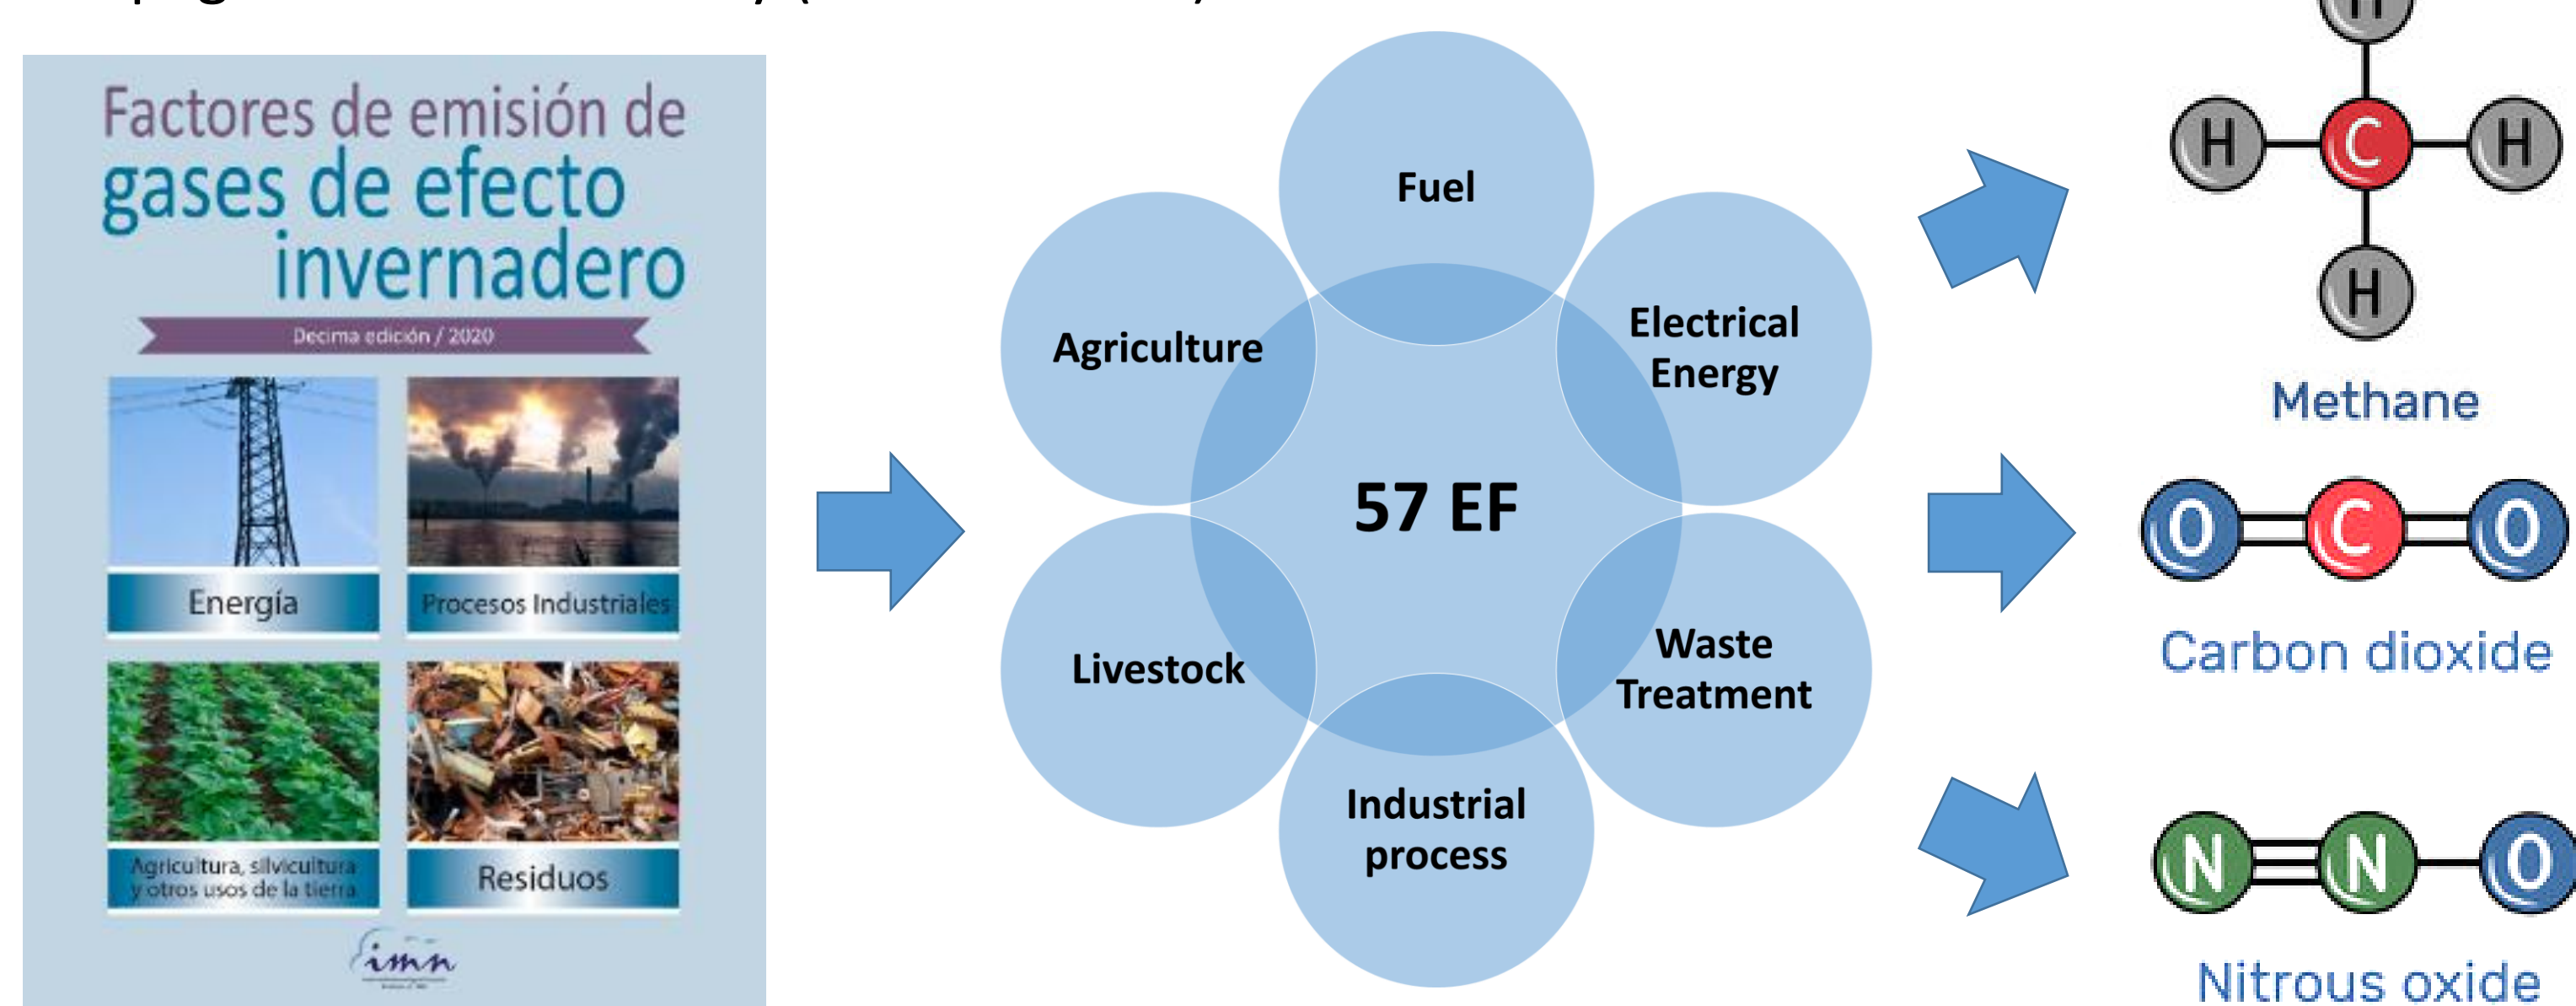 Factores de emisión de
gases de efecto
invernadero
Decima edición / 2020
Energía
Procesos Industriales
Agricultura, silvicultura
y otros usos de la tierra
Residuos
imn
Fuel
Agriculture
Electrical
Energy
57 EF
Livestock
Waste
Treatment
Industrial
process
H
H C H
H
Methane
O C O
Carbon dioxide
N N O
Nitrous oxide